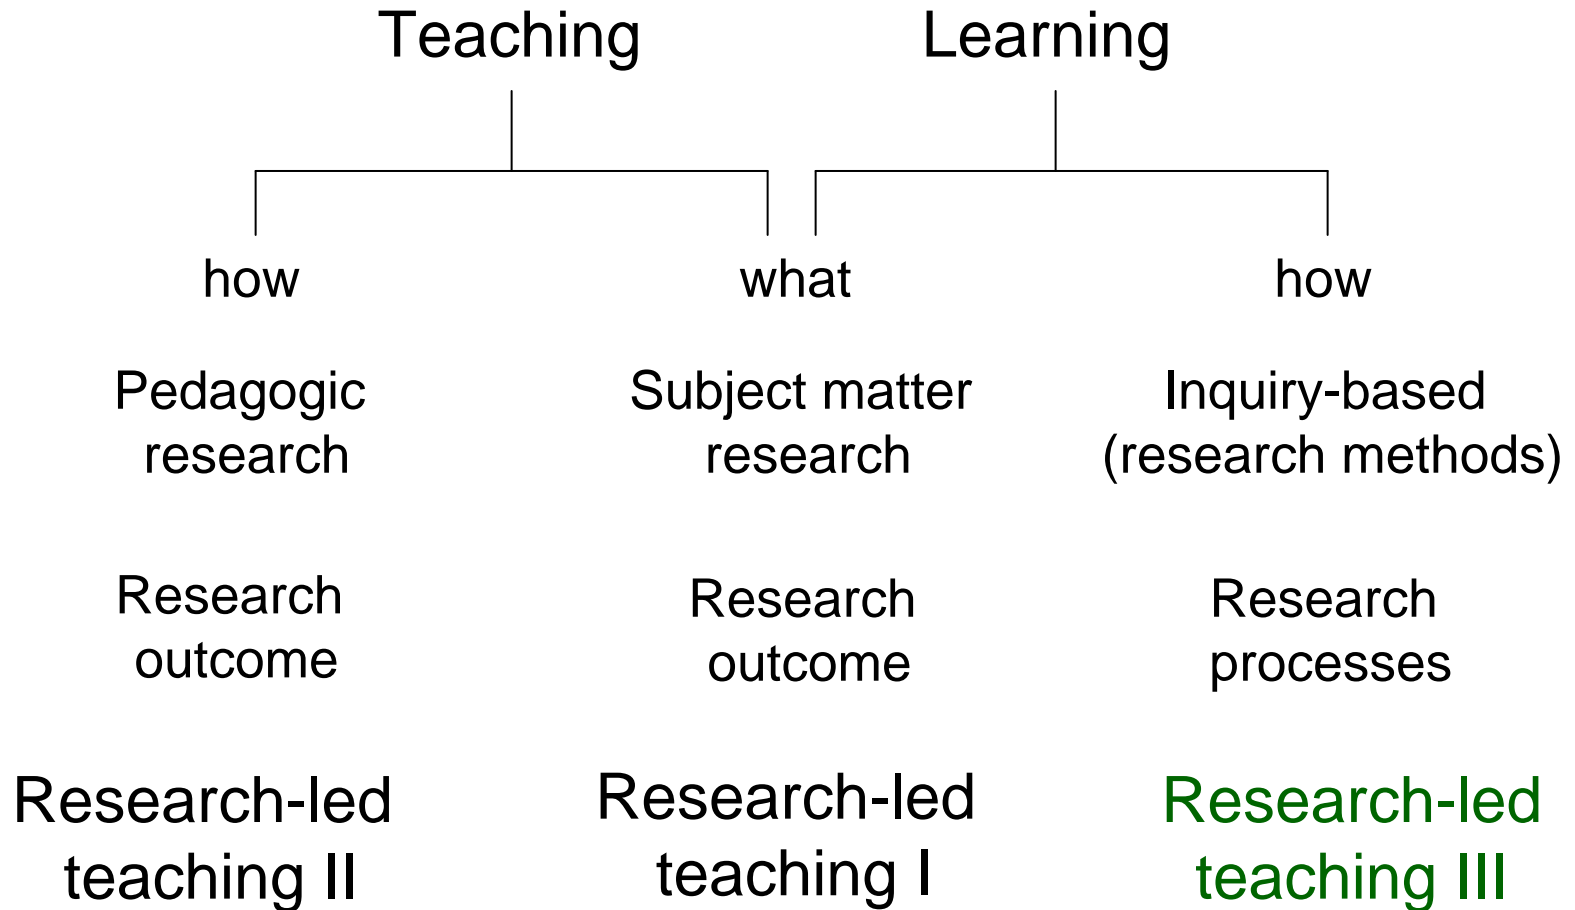 Teaching
Learning
how
what
how
Pedagogic
research
Subject matter
research
Inquiry-based
(research methods)
Research
outcome
Research
outcome
Research
processes
Research-led
teaching II
Research-led
teaching I
Research-led
teaching III